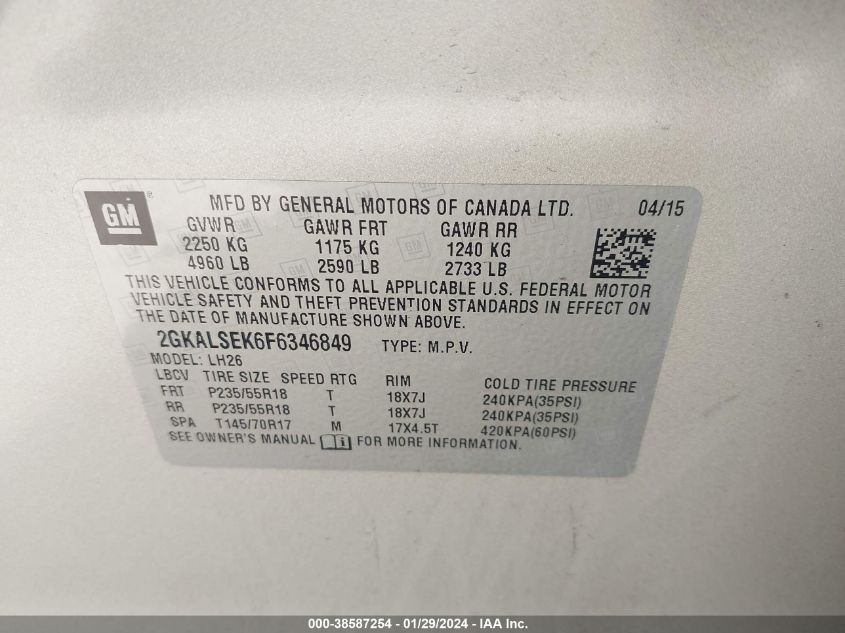 GM ®
MFD BY GENERAL MOTORS OF CANADA LTD. 04/15
GVWR GAWR FRT GAWR RR
2250 KG 1175 KG 1240 KG
4960 LB 2590 LB 2733 LB
THIS VEHICLE CONFORMS TO ALL APPLICABLE U.S. FEDERAL MOTOR
VEHICLE SAFETY AND THEFT PREVENTION STANDARDS IN EFFECT ON
THE DATE OF MANUFACTURE SHOWN ABOVE.
2GKALSEK6F6346849 TYPE: M.P.V.
MODEL: LH26
LBCV TIRE SIZE SPEED RTG RIM COLD TIRE PRESSURE
FRT P235/55R18 T 18X7J 240KPA(35PSI)
RR P235/55R18 T 18X7J 240KPA(35PSI)
SPA T145/70R17 M 17X4.5T 420KPA(60PSI)
SEE OWNER'S MANUAL FOR MORE INFORMATION.
000-38587254 - 01/29/2024 - IAA Inc.